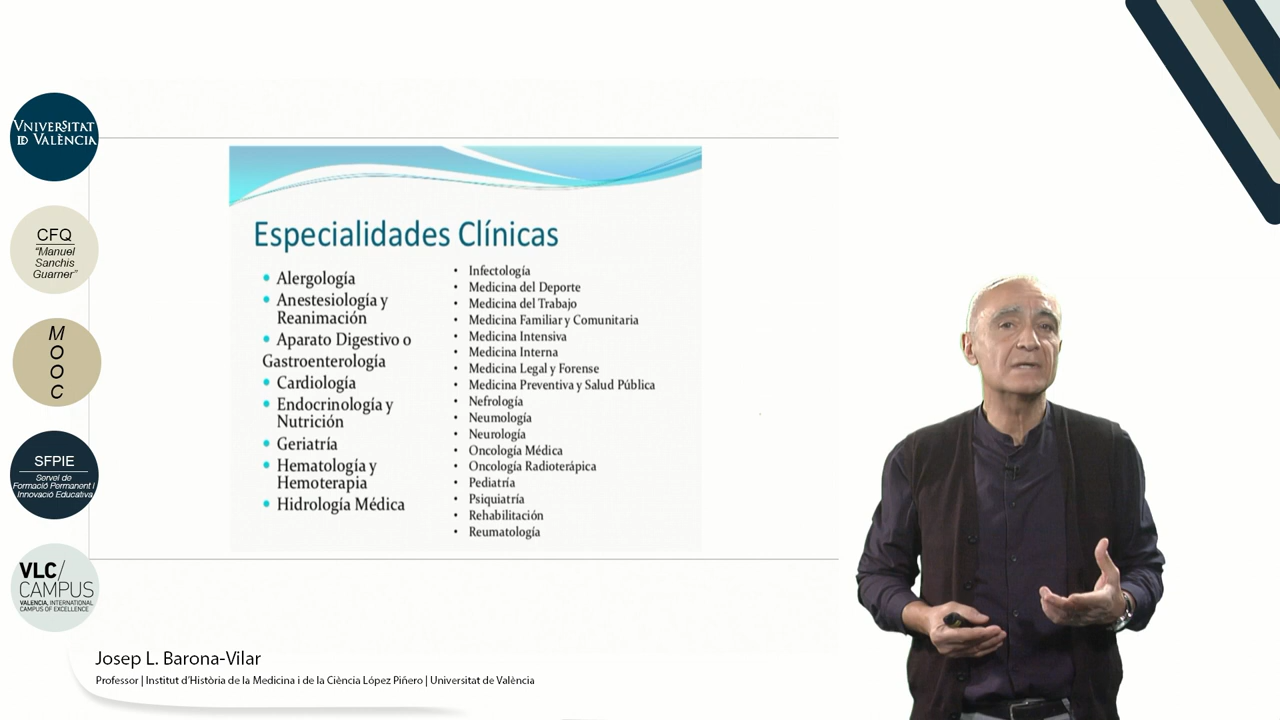 VNIVERSITAT
ID VALÈNCIA
CFQ
"Manuel
Sanchis
Guarner"
M
O
O
C
SFPIE
Servei de
Formació Permanent i
Innovació Educativa
VLC/
CAMPUS
VALENCIA, INTERNATIONAL
CAMPUS OF EXCELLENCE
Especialidades Clínicas
• Alergología
• Anestesiología y
Reanimación
• Aparato Digestivo o
Gastroenterología
• Cardiología
• Endocrinología y
Nutrición
• Geriatría
• Hematología y
Hemoterapia
• Hidrología Médica
• Infectología
• Medicina del Deporte
• Medicina del Trabajo
• Medicina Familiar y Comunitaria
• Medicina Intensiva
• Medicina Interna
• Medicina Legal y Forense
• Medicina Preventiva y Salud Pública
• Nefrología
• Neumología
• Neurología
• Oncología Médica
• Oncología Radioterápica
• Pediatría
• Psiquiatría
• Rehabilitación
• Reumatología
Josep L. Barona-Vilar
Professor | Institut d'Història de la Medicina i de la Ciència López Piñero | Universitat de València